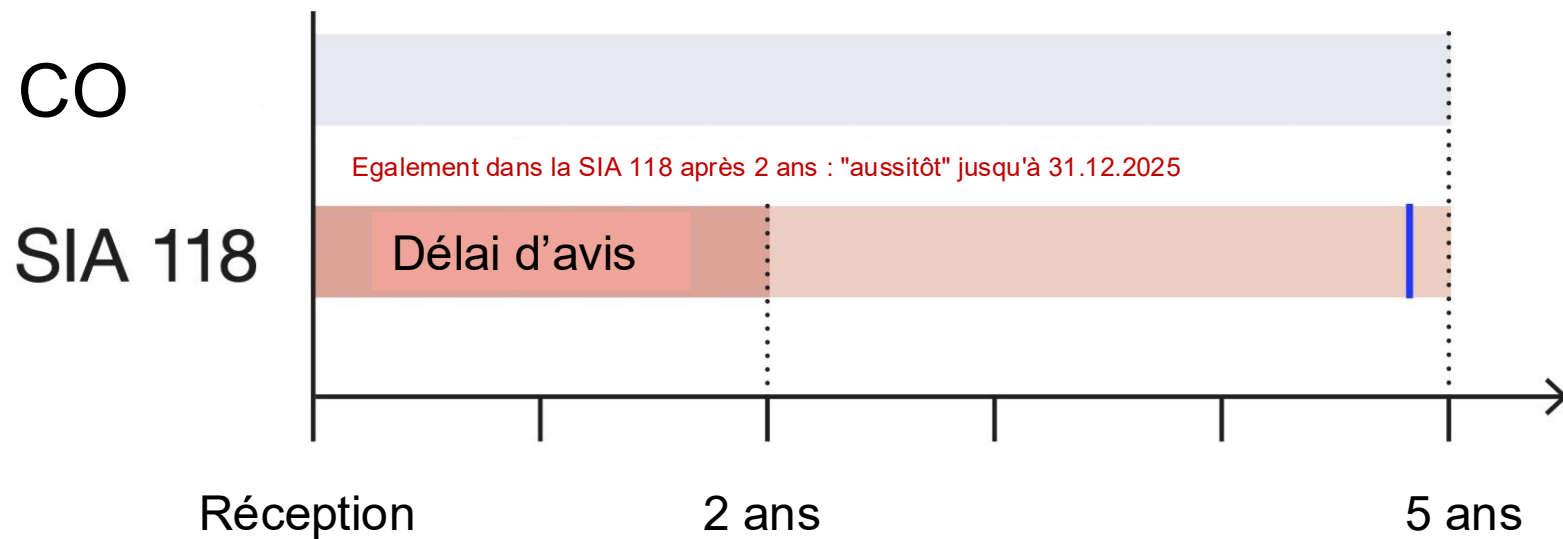 CO
Egalement dans la SIA 118 après 2 ans : "aussitôt" jusqu'à 31.12.2025
SIA 118
Délai d’avis
Réception
2 ans
5 ans